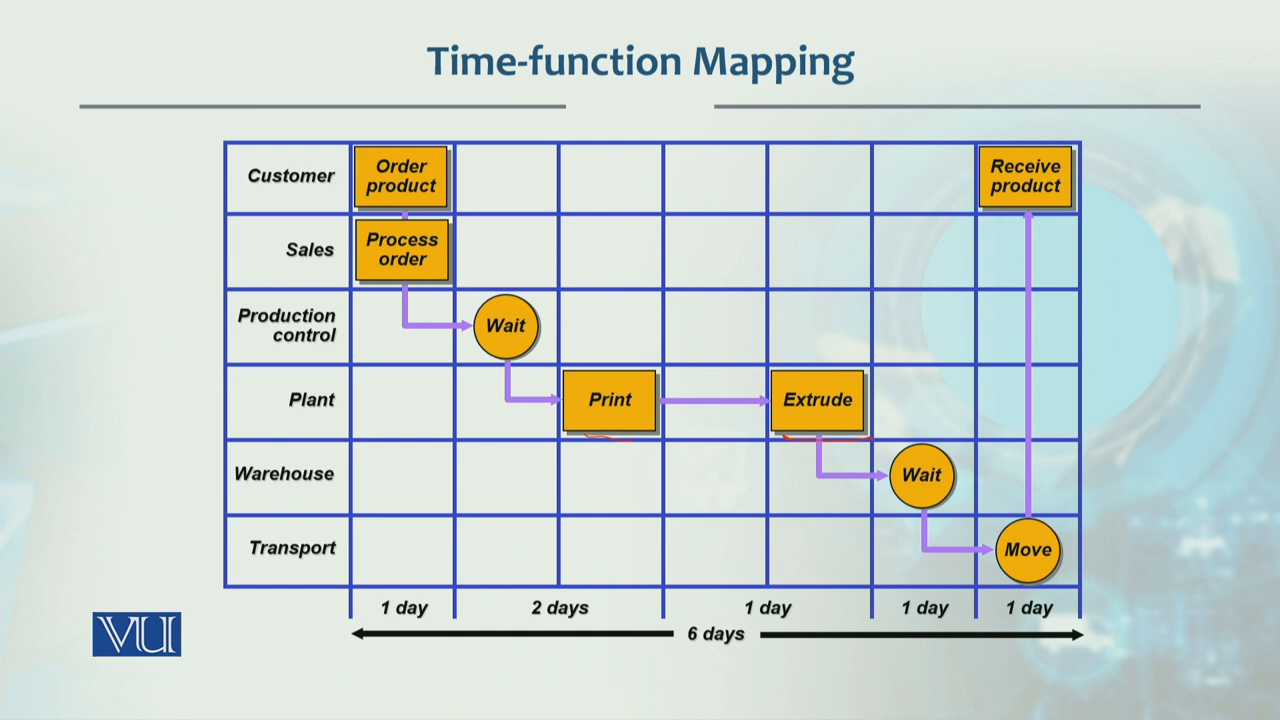 Time-function Mapping
Customer
Order
product
Receive
product
Sales
Process
order
Production
control
Wait
Plant
Print
Extrude
Warehouse
Wait
Transport
Move
1 day
2 days
1 day
1 day
1 day
6 days
VU